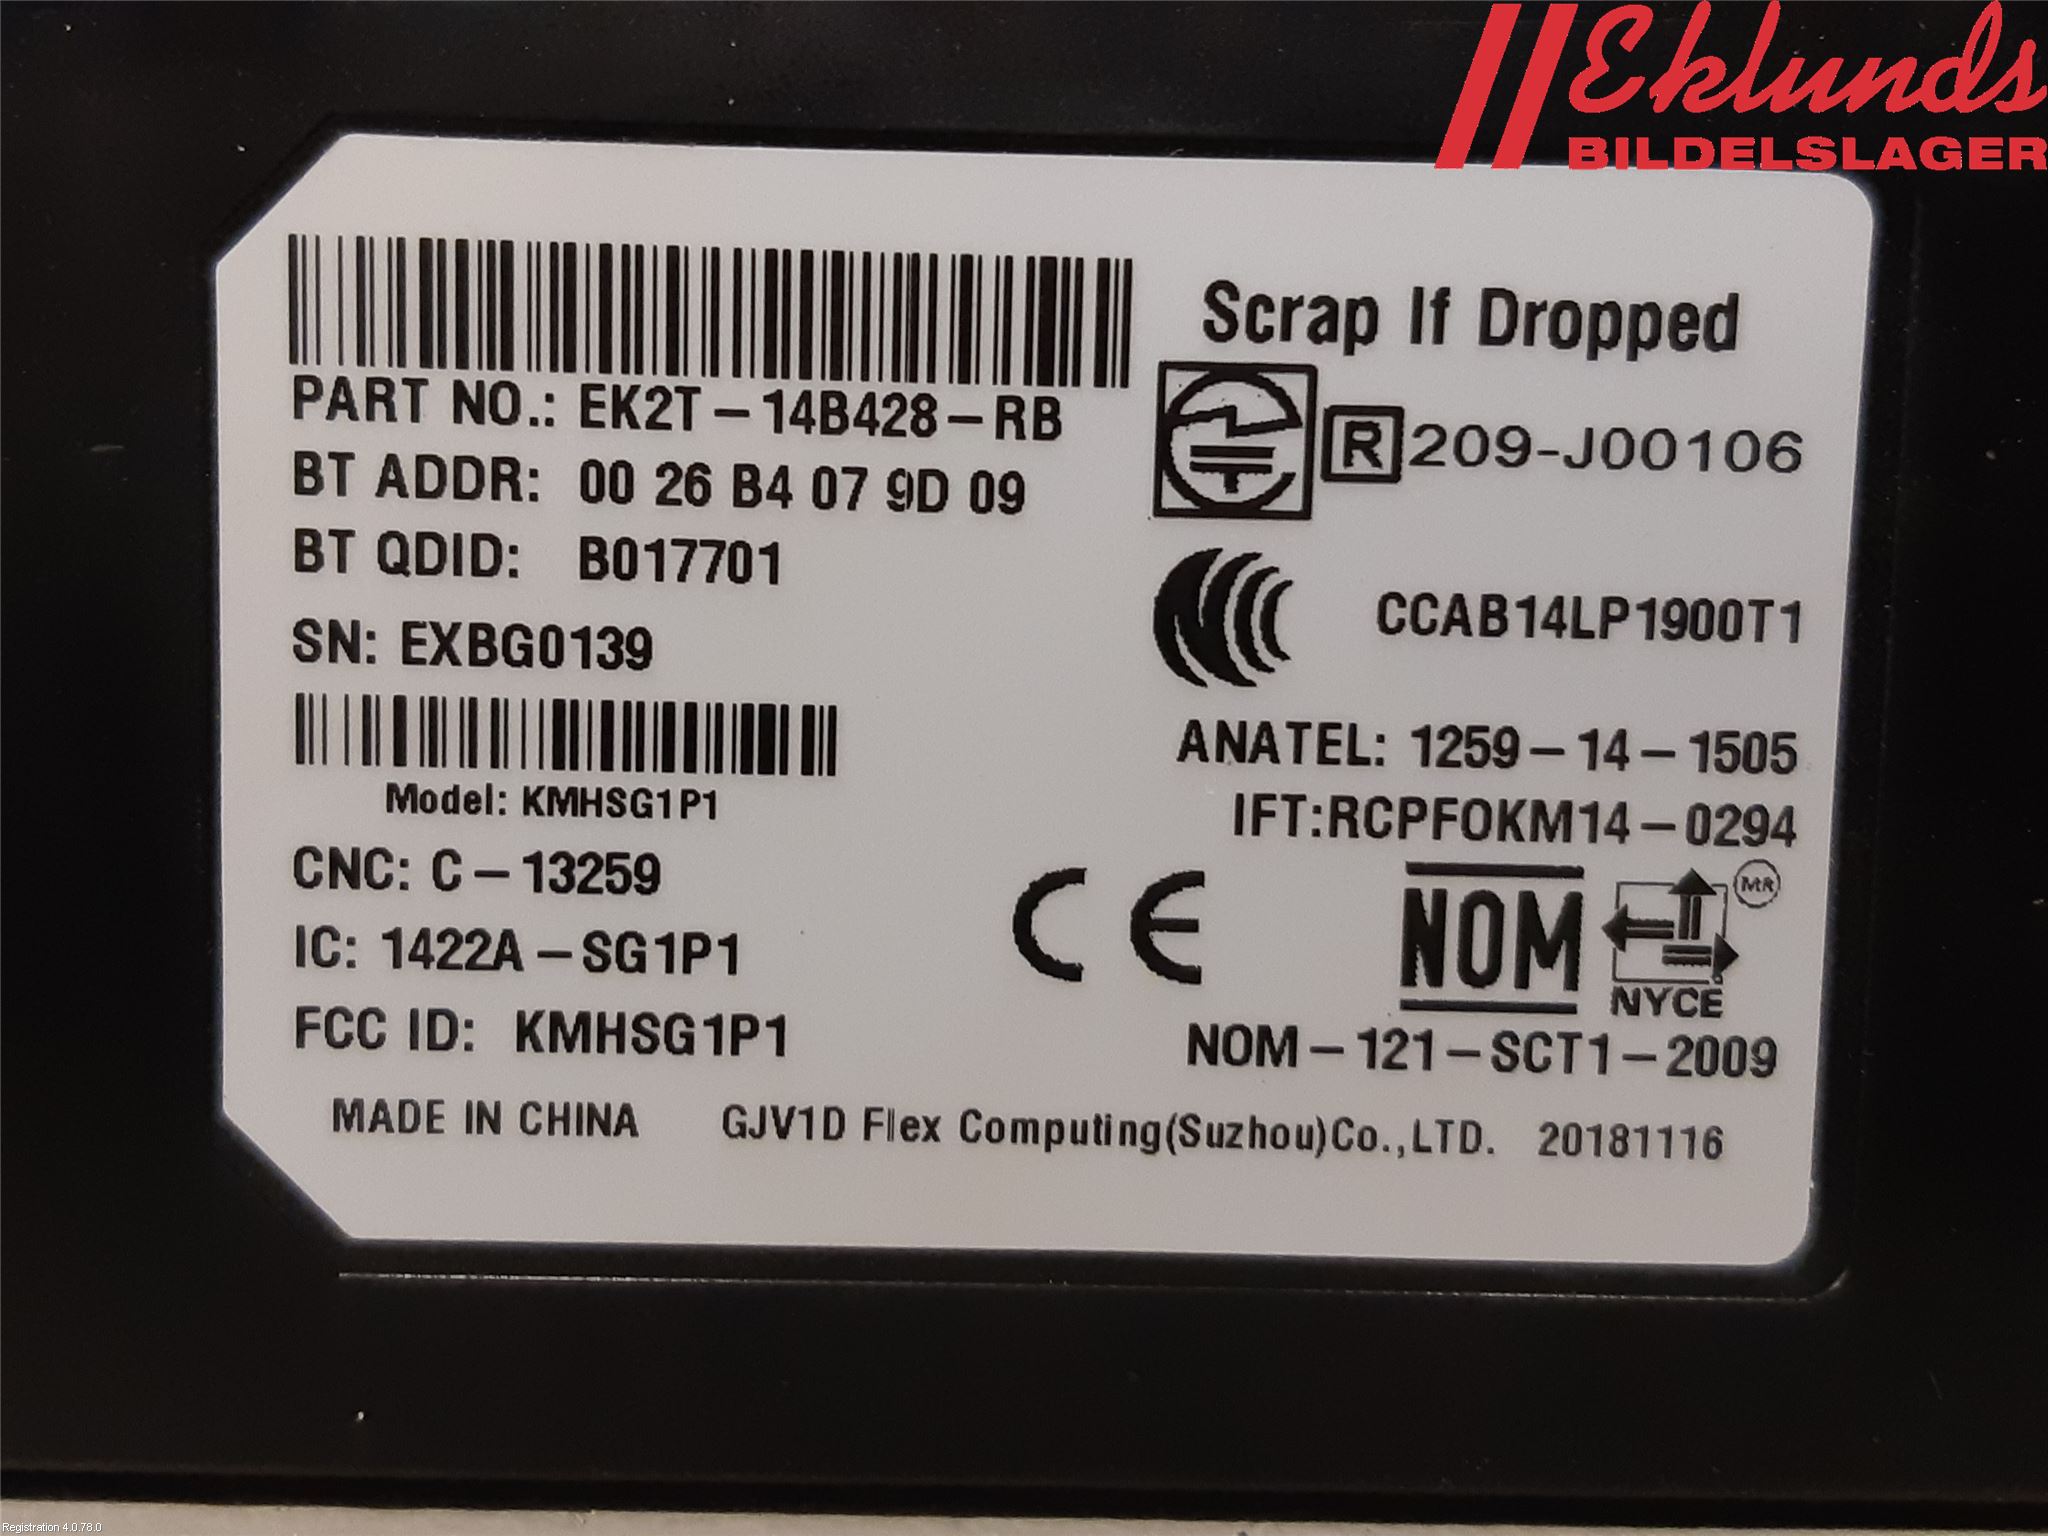 Eklunds
BILDELSLAGER
Scrap If Dropped
PART NO.: EK2T-14B428-RB
R 209-J00106
BT ADDR: 00 26 B4 07 9D 09
BT QDID: B017701
CCAB14LP1900T1
SN: EXBG0139
ANATEL: 1259-14-1505
Model: KMHSG1P1
IFT:RCPFOKM14-0294
CNC: C-13259
CE
NOM
MR
NYCE
IC: 1422A-SG1P1
FCC ID: KMHSG1P1
NOM-121-SCT1-2009
MADE IN CHINA GJV1D Flex Computing(Suzhou)Co.,LTD. 20181116
Registration 4.0.78.0